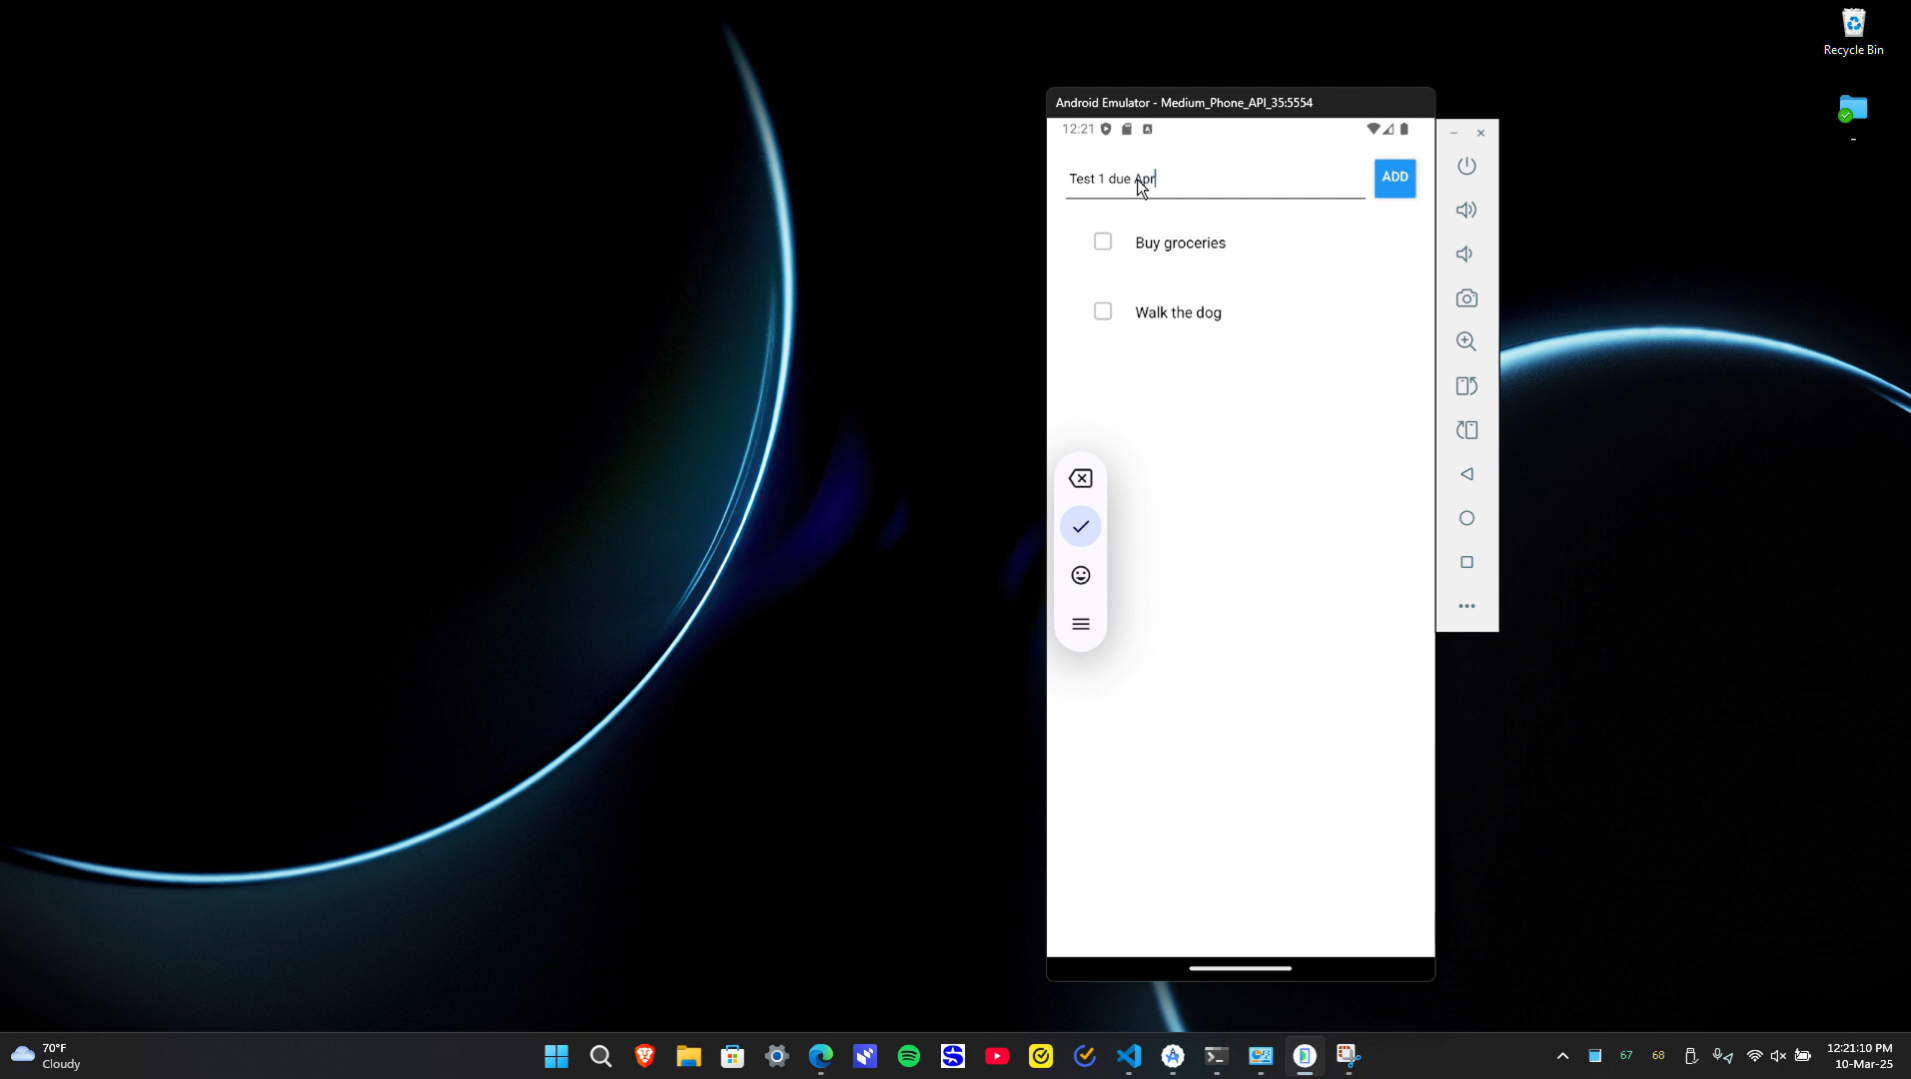 Recycle Bin
-
Android Emulator - Medium_Phone_API_35:5554
12:21
Test 1 due Apr
ADD
Buy groceries
Walk the dog
70°F
Cloudy
67
68
12:21:10 PM
10-Mar-25